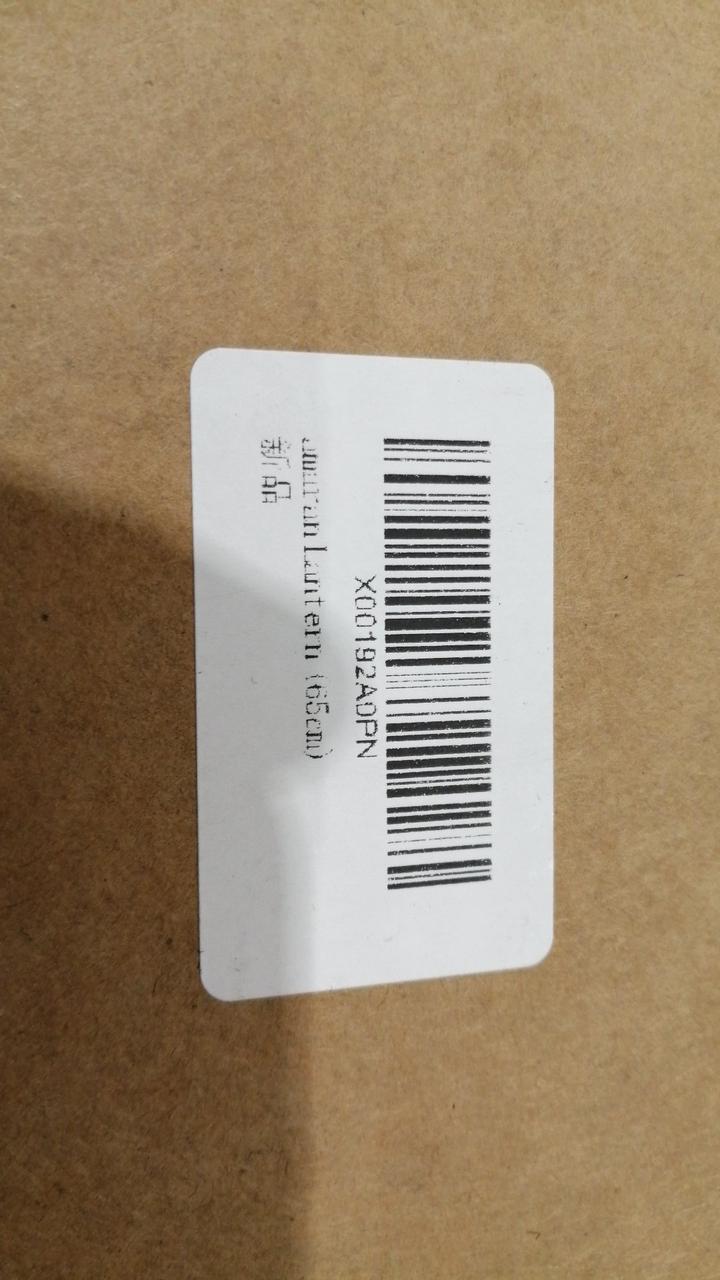 X00192A0PN
Lantern (65cm)
新品